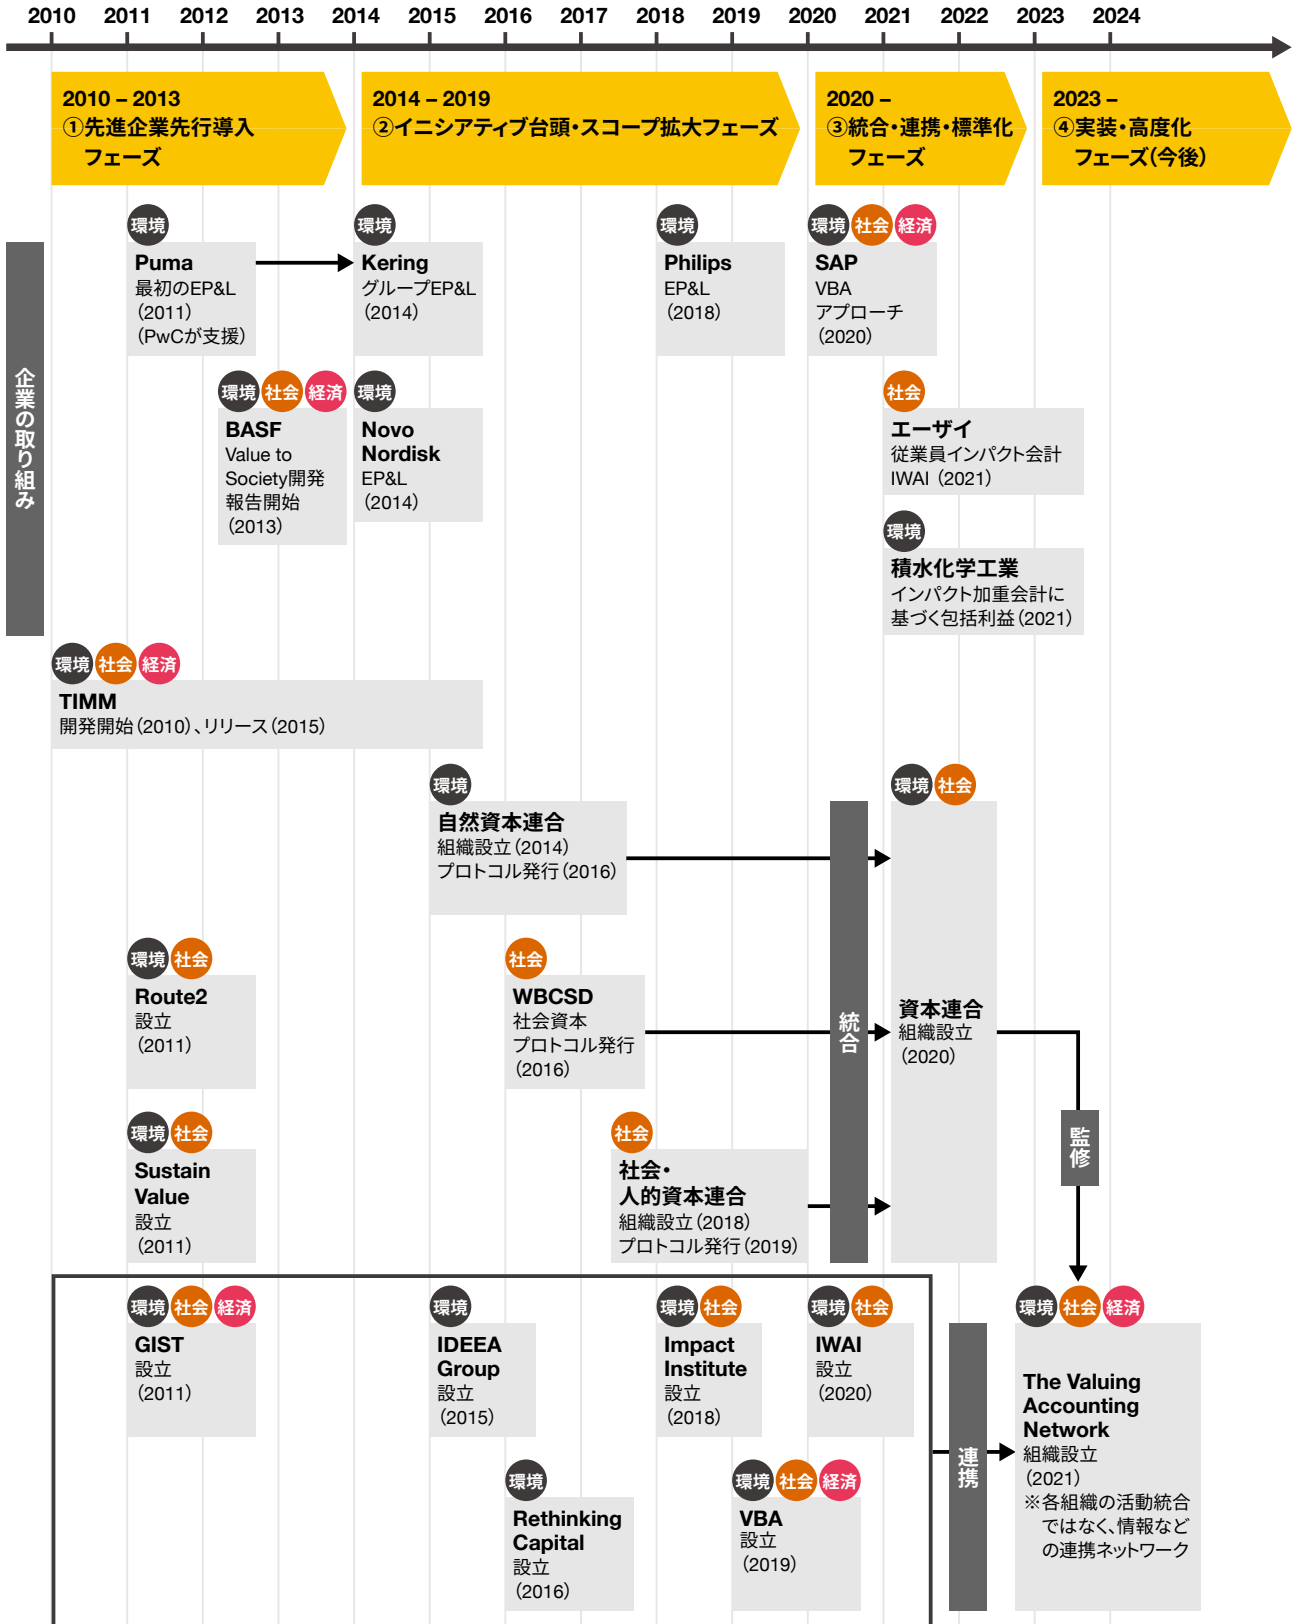 2010 2011 2012 2013 2014 2015 2016 2017 2018 2019 2020 2021 2022 2023 2024
2010 – 2013
①先進企業先行導入
フェーズ
2014 – 2019
②イニシアティブ台頭・スコープ拡大フェーズ
2020 –
③統合・連携・標準化
フェーズ
2023 –
④実装・高度化
フェーズ(今後)
企業の取り組み
環境
Puma
最初のEP&L
(2011)
(PwCが支援)
環境
Kering
グループEP&L
(2014)
環境
Philips
EP&L
(2018)
環境 社会 経済
SAP
VBA
アプローチ
(2020)
環境 社会 経済
BASF
Value to
Society開発
報告開始
(2013)
環境
Novo
Nordisk
EP&L
(2014)
社会
エーザイ
従業員インパクト会計
IWAI(2021)
環境
積水化学工業
インパクト加重会計に
基づく包括利益(2021)
環境 社会 経済
TIMM
開発開始(2010)、リリース(2015)
環境
自然資本連合
組織設立(2014)
プロトコル発行(2016)
環境 社会
Route2
設立
(2011)
社会
WBCSD
社会資本
プロトコル発行
(2016)
環境 社会
Sustain
Value
設立
(2011)
社会
社会・
人的資本連合
組織設立(2018)
プロトコル発行(2019)
統合
環境 社会
資本連合
組織設立
(2020)
監修
環境 社会 経済
GIST
設立
(2011)
環境
IDEEA
Group
設立
(2015)
環境 社会
Impact
Institute
設立
(2018)
環境 社会
IWAI
設立
(2020)
環境
Rethinking
Capital
設立
(2016)
環境 社会 経済
VBA
設立
(2019)
連携
環境 社会 経済
The Valuing
Accounting
Network
組織設立
(2021)
※各組織の活動統合
ではなく、情報など
の連携ネットワーク